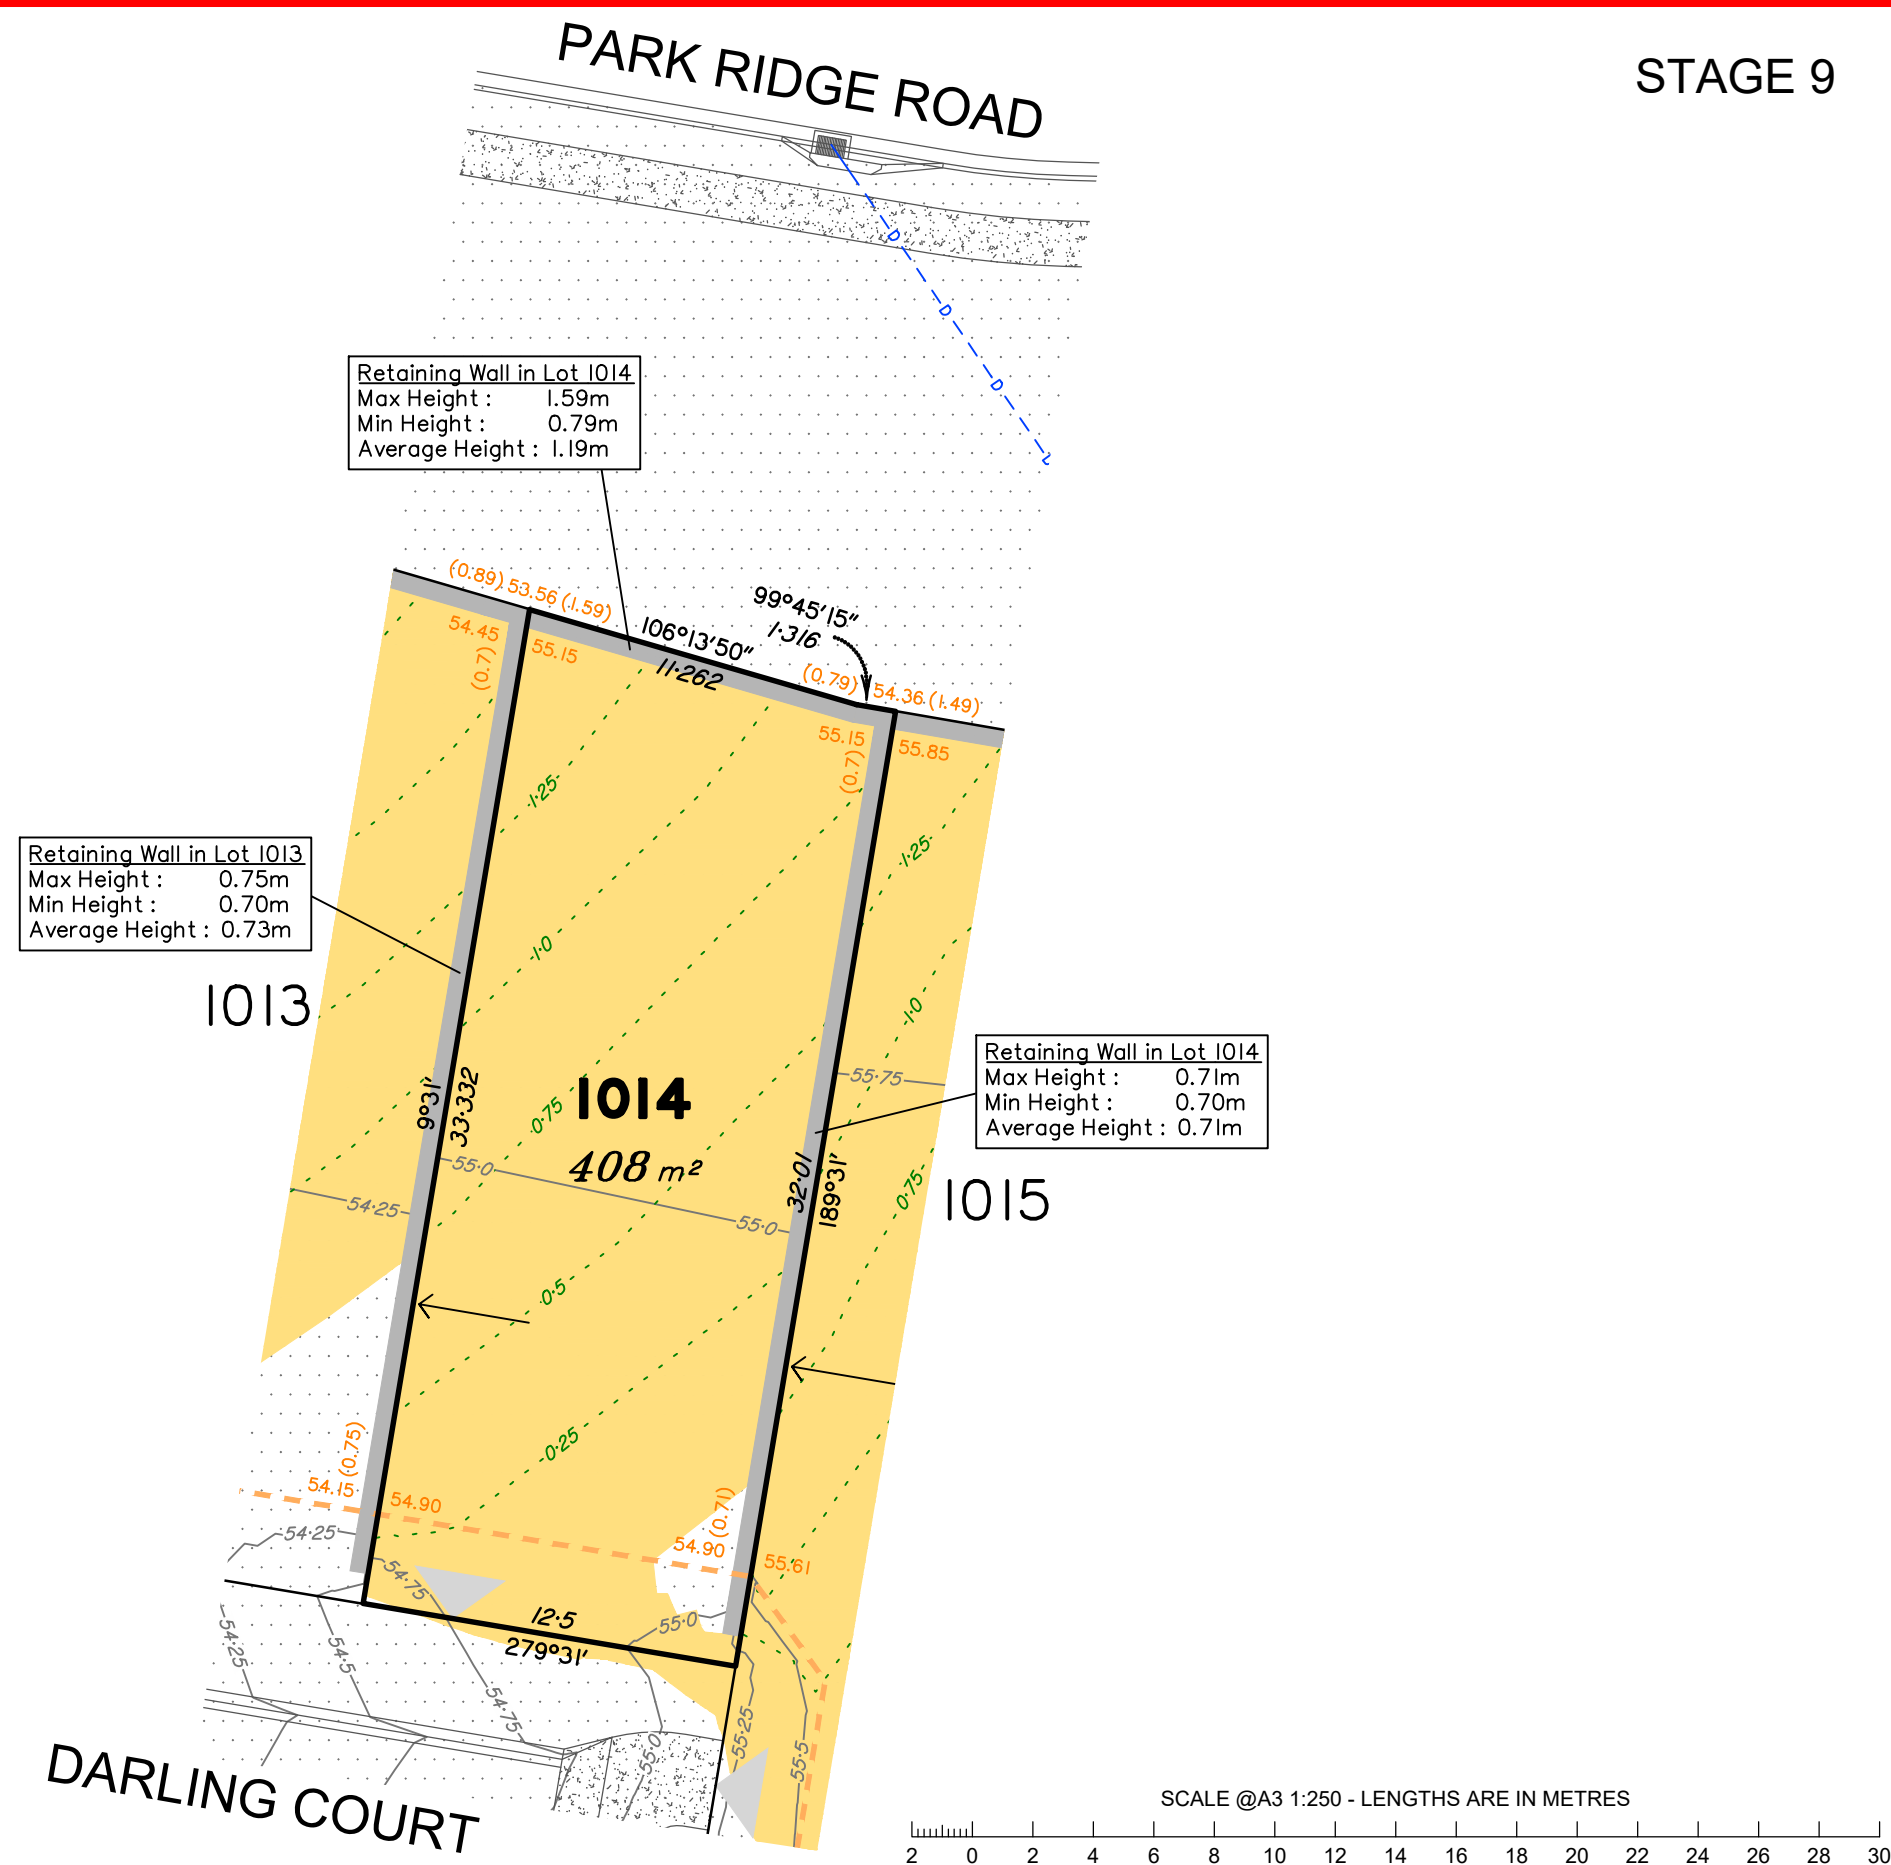 PARK RIDGE ROAD
STAGE 9
D
D
D
Retaining Wall in Lot 1014
Max Height : 1.59m
Min Height : 0.79m
Average Height : 1.19m
(0.89) 53.56 (1.59)
99°45'15"
1·316
106°13'50"
11·262
(0.79) 54.36 (1.49)
54.45
(0.7)
55.15
55.15
(0.7)
55.85
1·25
1·25
Retaining Wall in Lot 1013
Max Height : 0.75m
Min Height : 0.70m
Average Height : 0.73m
1·0
1·0
1013
Retaining Wall in Lot 1014
Max Height : 0.71m
Min Height : 0.70m
Average Height : 0.71m
55·75
9°31'
33·332
0·75
1014
408 m²
55·0
55·0
54·25
32·01
189°31'
0·75
1015
0·5
0·25
(0.75)
54.15
54.90
(0.71)
54.90
55.61
54·25
54·75
12·5
279°31'
55·0
54·25
54·5
54·75
55·0
55·25
55·5
DARLING COURT
SCALE @A3 1:250 - LENGTHS ARE IN METRES
2 0 2 4 6 8 10 12 14 16 18 20 22 24 26 28 30